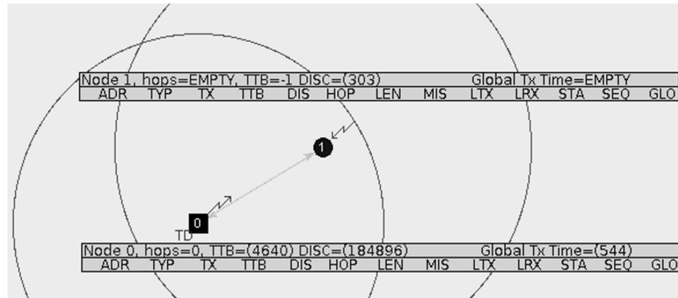 Node 1, hops=EMPTY, TTB=-1 DISC=(303) Global Tx Time=EMPTY
ADR TYP TX TTB DIS HOP LEN MIS LTX LRX STA SEQ GLO
1
0
TD
Node 0, hops=0, TTB=(4640) DISC=(184896) Global Tx Time=(544)
ADR TYP TX TTB DIS HOP LEN MIS LTX LRX STA SEQ GLO